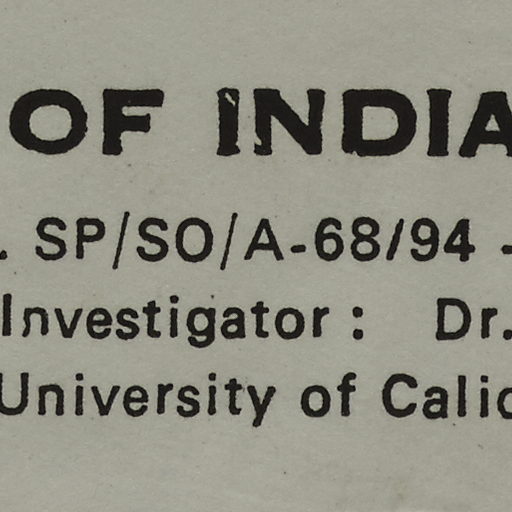 OF INDIA
. SP/SO/A-68/94 -
Investigator : Dr.
University of Calic